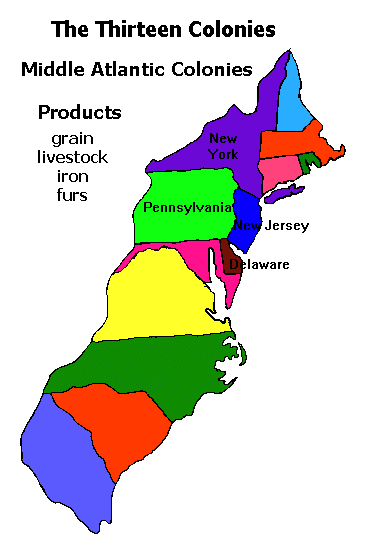 The Thirteen Colonies
Middle Atlantic Colonies
Products
grain
livestock
iron
furs
New
York
Pennsylvania
New Jersey
Delaware